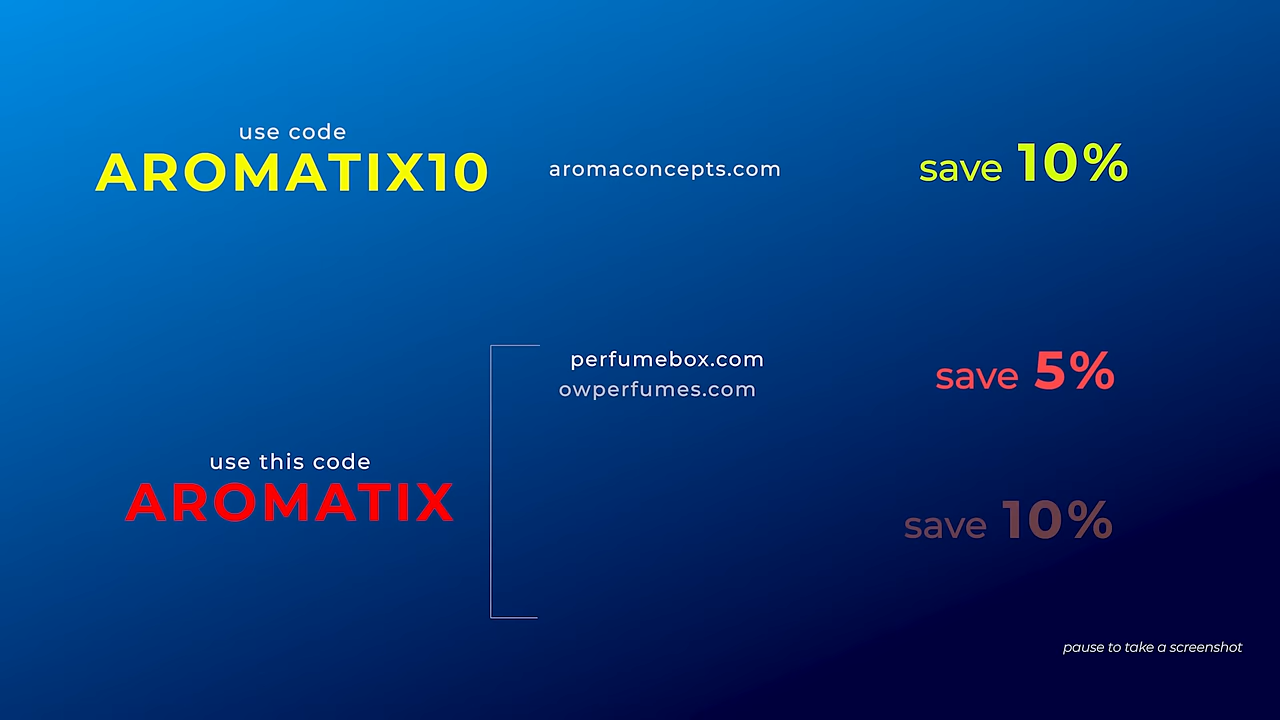 use code
AROMATIX10
aromaconcepts.com
save 10%
perfumebox.com
owperfumes.com
save 5%
use this code
AROMATIX
save 10%
pause to take a screenshot